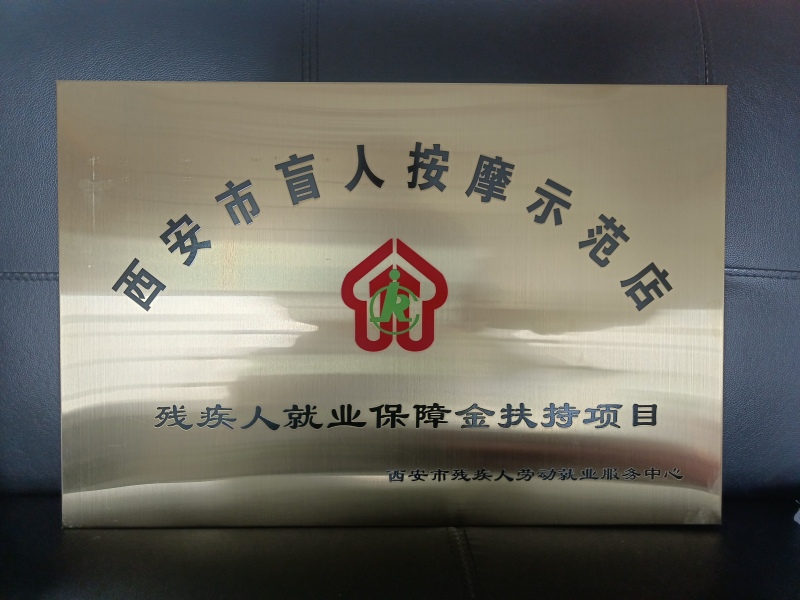 西安市盲人按摩示范店
残疾人就业保障金扶持项目
西安市残疾人劳动就业服务中心